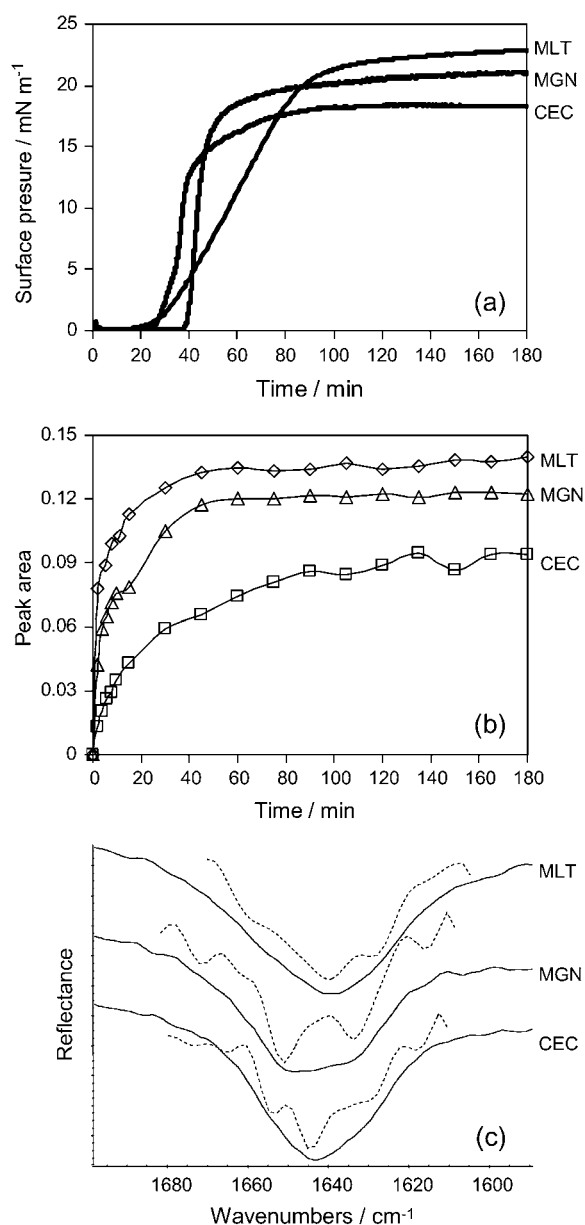 25
20
15
10
5
0
Surface presure / mN m⁻¹
MLT
MGN
CEC
(a)
0 20 40 60 80 100 120 140 160 180
Time / min
0.15
0.12
0.09
0.06
0.03
0
Peak area
MLT
MGN
CEC
(b)
0 20 40 60 80 100 120 140 160 180
Time / min
Reflectance
MLT
MGN
CEC
(c)
1680 1660 1640 1620 1600
Wavenumbers / cm⁻¹